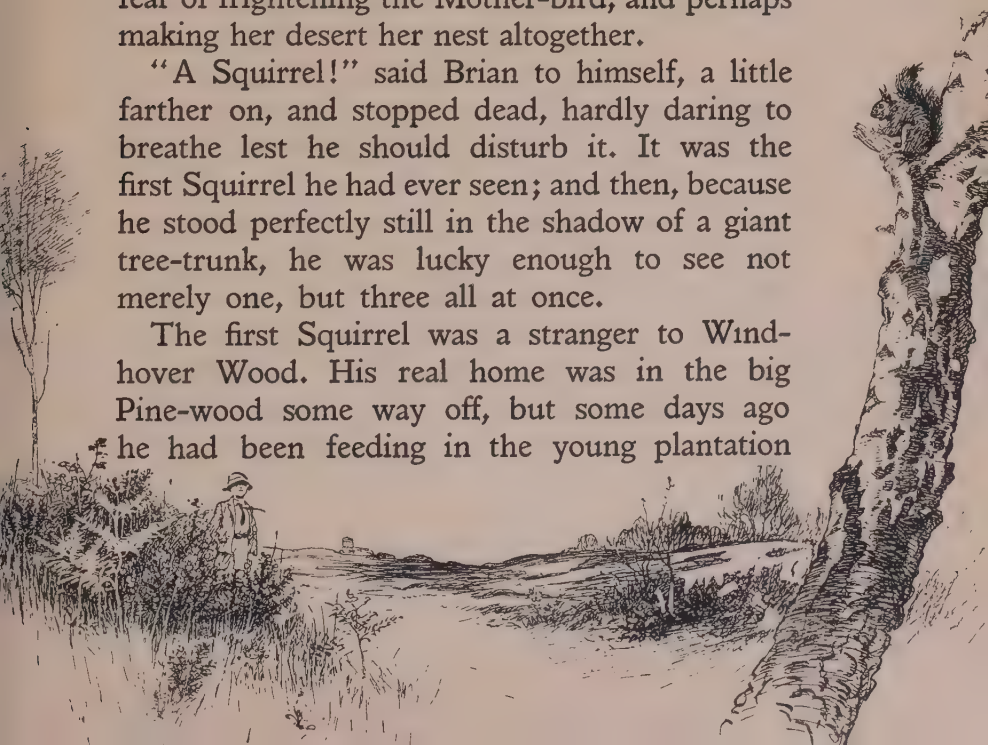 fear of frightening the Mother-bird, and perhaps
making her desert her nest altogether.
“A Squirrel!” said Brian to himself, a little
farther on, and stopped dead, hardly daring to
breathe lest he should disturb it. It was the
first Squirrel he had ever seen; and then, because
he stood perfectly still in the shadow of a giant
tree-trunk, he was lucky enough to see not
merely one, but three all at once.
The first Squirrel was a stranger to Wind-
hover Wood. His real home was in the big
Pine-wood some way off, but some days ago
he had been feeding in the young plantation